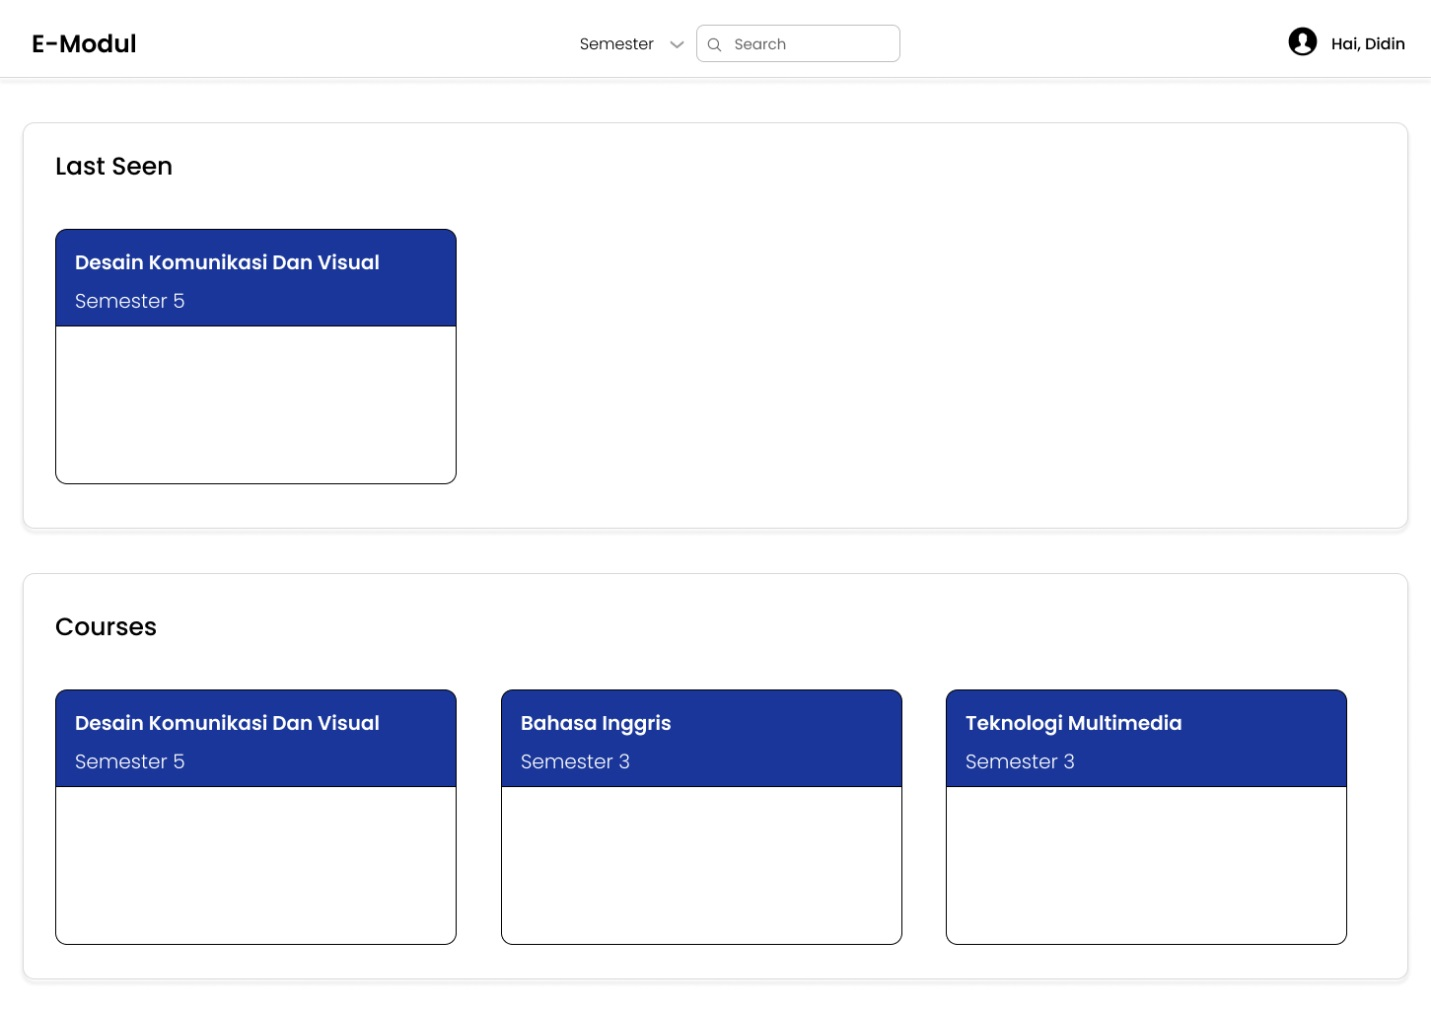 E-Modul
Semester
Search
Hai, Didin
Last Seen
Desain Komunikasi Dan Visual
Semester 5
Courses
Desain Komunikasi Dan Visual
Semester 5
Bahasa Inggris
Semester 3
Teknologi Multimedia
Semester 3